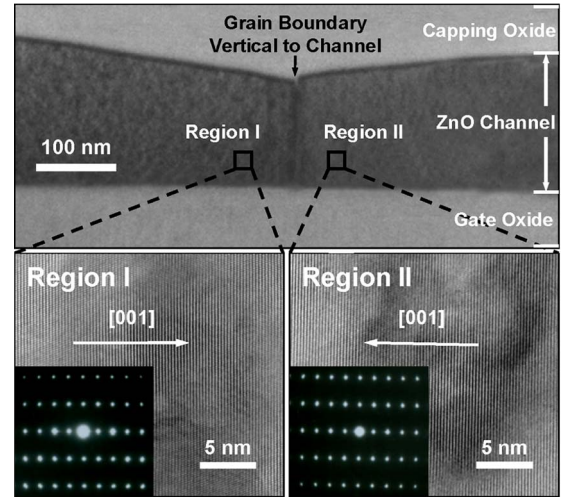 Grain Boundary
Vertical to Channel
Capping Oxide
ZnO Channel
Region I
Region II
100 nm
Gate Oxide
Region I
[001]
5 nm
Region II
[001]
5 nm